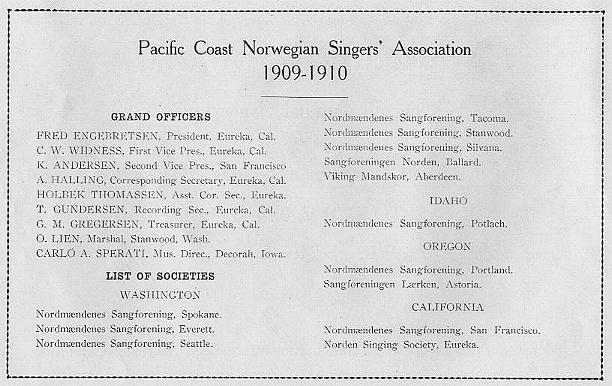 Pacific Coast Norwegian Singers' Association
1909-1910
GRAND OFFICERS
FRED ENGEBRETSEN, President, Eureka, Cal.
C. W. WIDNESS, First Vice Pres., Eureka, Cal.
K. ANDERSEN, Second Vice Pres., San Francisco
A. HALLING, Corresponding Secretary, Eureka, Cal.
HOLBEK THOMASSEN, Asst. Cor. Sec., Eureka.
T. GUNDERSEN, Recording Sec., Eureka, Cal.
G. M. GREGERSEN, Treasurer, Eureka, Cal.
O. LIEN, Marshal, Stanwood, Wash.
CARLO A. SPERATI, Mus. Direc., Decorah, Iowa.
LIST OF SOCIETIES
WASHINGTON
Nordmændenes Sangforening, Spokane.
Nordmændenes Sangforening, Everett.
Nordmændenes Sangforening, Seattle.
Nordmændenes Sangforening, Tacoma.
Nordmændenes Sangforening, Stanwood.
Nordmændenes Sangforening, Silvana.
Sangforeningen Norden, Ballard.
Viking Mandskor, Aberdeen.
IDAHO
Nordmændenes Sangforening, Potlach.
OREGON
Nordmændenes Sangforening, Portland.
Sangforeningen Lærken, Astoria.
CALIFORNIA
Nordmændenes Sangforening, San Francisco.
Norden Singing Society, Eureka.